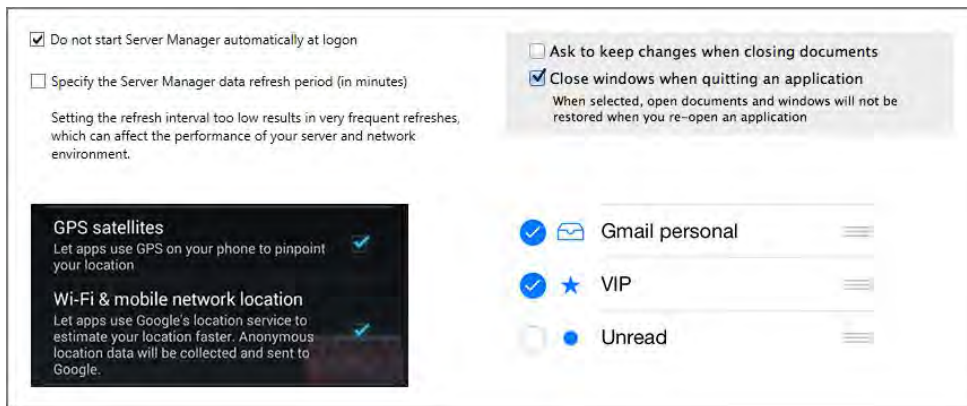 Do not start Server Manager automatically at logon
Specify the Server Manager data refresh period (in minutes)
Setting the refresh interval too low results in very frequent refreshes,
which can affect the performance of your server and network
environment.
Ask to keep changes when closing documents
Close windows when quitting an application
When selected, open documents and windows will not be
restored when you re-open an application
GPS satellites
Let apps use GPS on your phone to pinpoint
your location
Wi-Fi & mobile network location
Let apps use Google's location service to
estimate your location faster. Anonymous
location data will be collected and sent to
Google.
Gmail personal
VIP
Unread